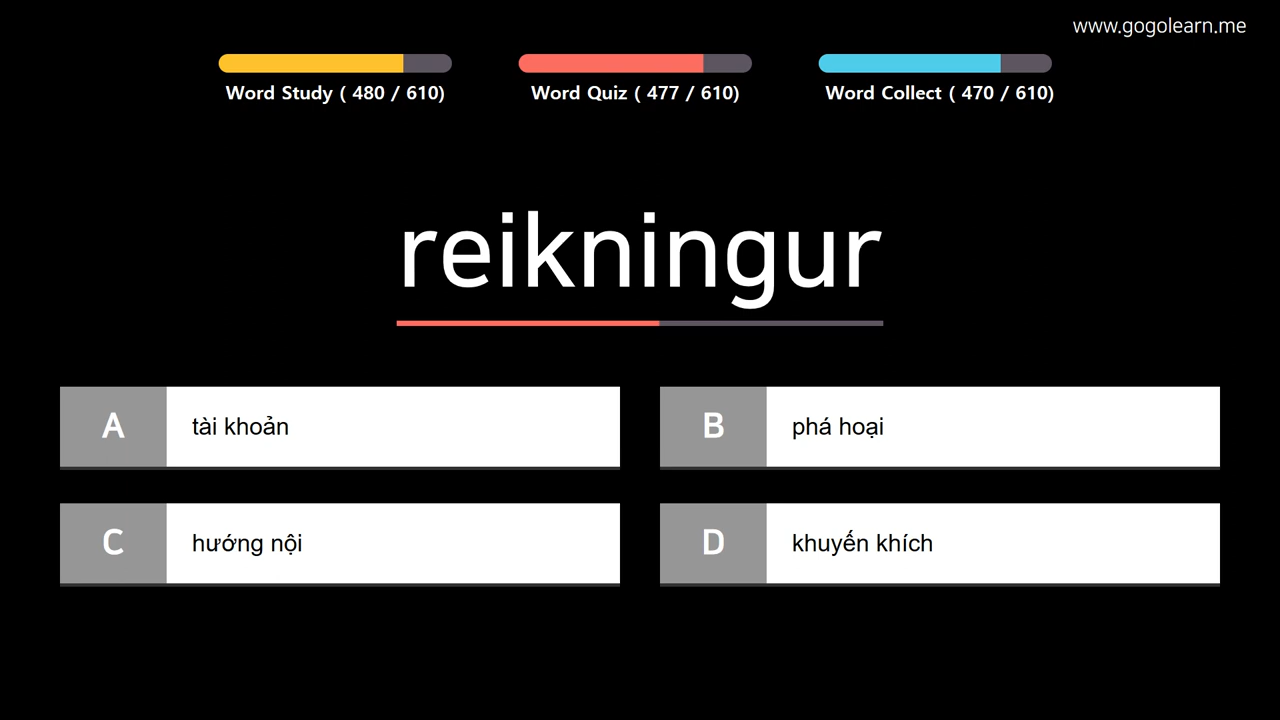 www.gogolearn.me
Word Study ( 480 / 610)
Word Quiz ( 477 / 610)
Word Collect ( 470 / 610)
reikningur
A tài khoản
B phá hoại
C hướng nội
D khuyến khích